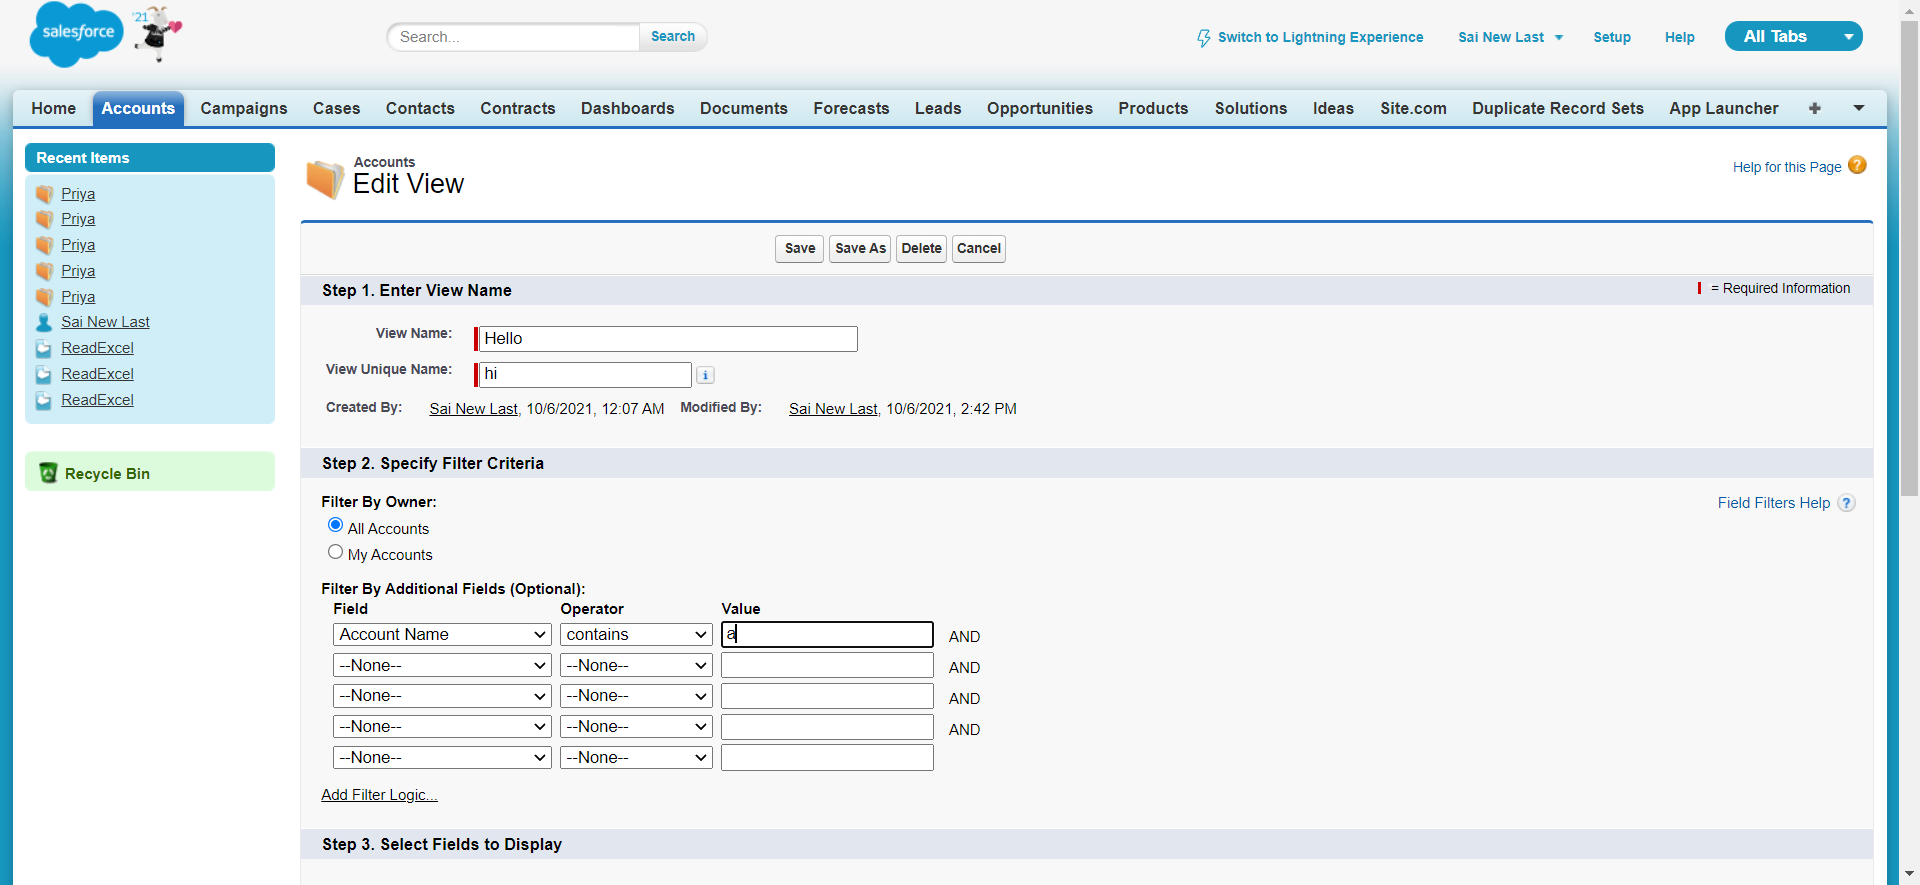 salesforce '21
Search... Search
Switch to Lightning Experience Sai New Last Setup Help All Tabs
Home Accounts Campaigns Cases Contacts Contracts Dashboards Documents Forecasts Leads Opportunities Products Solutions Ideas Site.com Duplicate Record Sets App Launcher +
Recent Items
Priya
Priya
Priya
Priya
Priya
Sai New Last
ReadExcel
ReadExcel
ReadExcel
Recycle Bin
Accounts
Edit View
Help for this Page ?
Save Save As Delete Cancel
Step 1. Enter View Name
= Required Information
View Name: Hello
View Unique Name: hi i
Created By: Sai New Last, 10/6/2021, 12:07 AM Modified By: Sai New Last, 10/6/2021, 2:42 PM
Step 2. Specify Filter Criteria
Filter By Owner:
Field Filters Help ?
All Accounts
My Accounts
Filter By Additional Fields (Optional):
Field Operator Value
Account Name contains a AND
--None-- --None-- AND
--None-- --None-- AND
--None-- --None-- AND
--None-- --None--
Add Filter Logic...
Step 3. Select Fields to Display